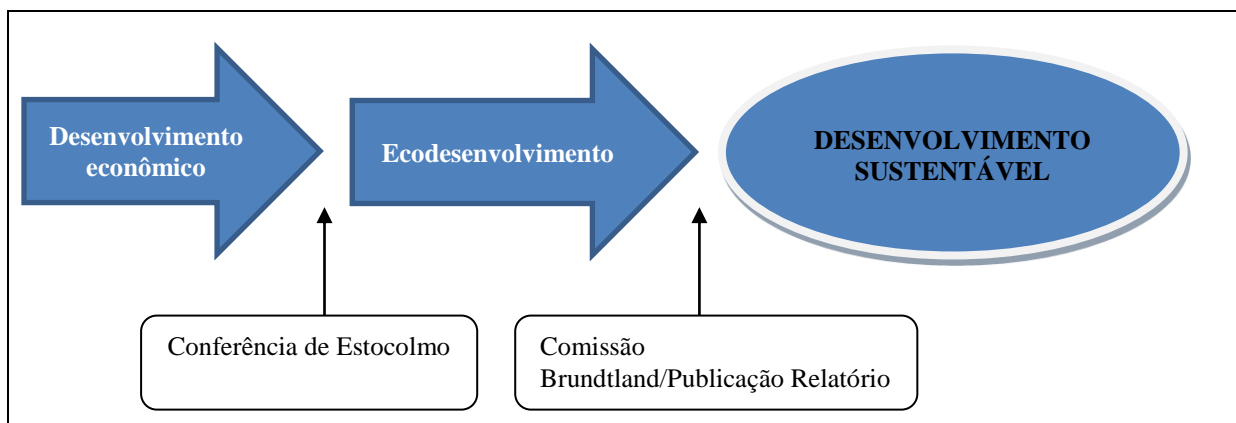 Desenvolvimento
econômico
Ecodesenvolvimento
DESENVOLVIMENTO
SUSTENTÁVEL
Conferência de Estocolmo
Comissão
Brundtland/Publicação Relatório